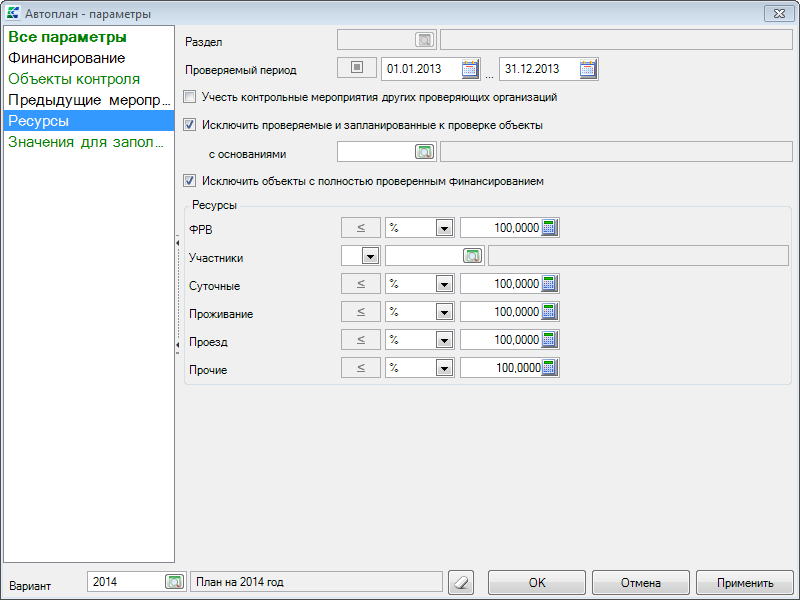 Автоплан - параметры
Все параметры
Финансирование
Объекты контроля
Предыдущие меропр...
Ресурсы
Значения для запол...
Раздел
Проверяемый период 01.01.2013 ... 31.12.2013
Учесть контрольные мероприятия других проверяющих организаций
Исключить проверяемые и запланированные к проверке объекты
с основаниями
Исключить объекты с полностью проверенным финансированием
Ресурсы
ФРВ ≤ % 100,0000
Участники
Суточные ≤ % 100,0000
Проживание ≤ % 100,0000
Проезд ≤ % 100,0000
Прочие ≤ % 100,0000
Вариант 2014 План на 2014 год OK Отмена Применить